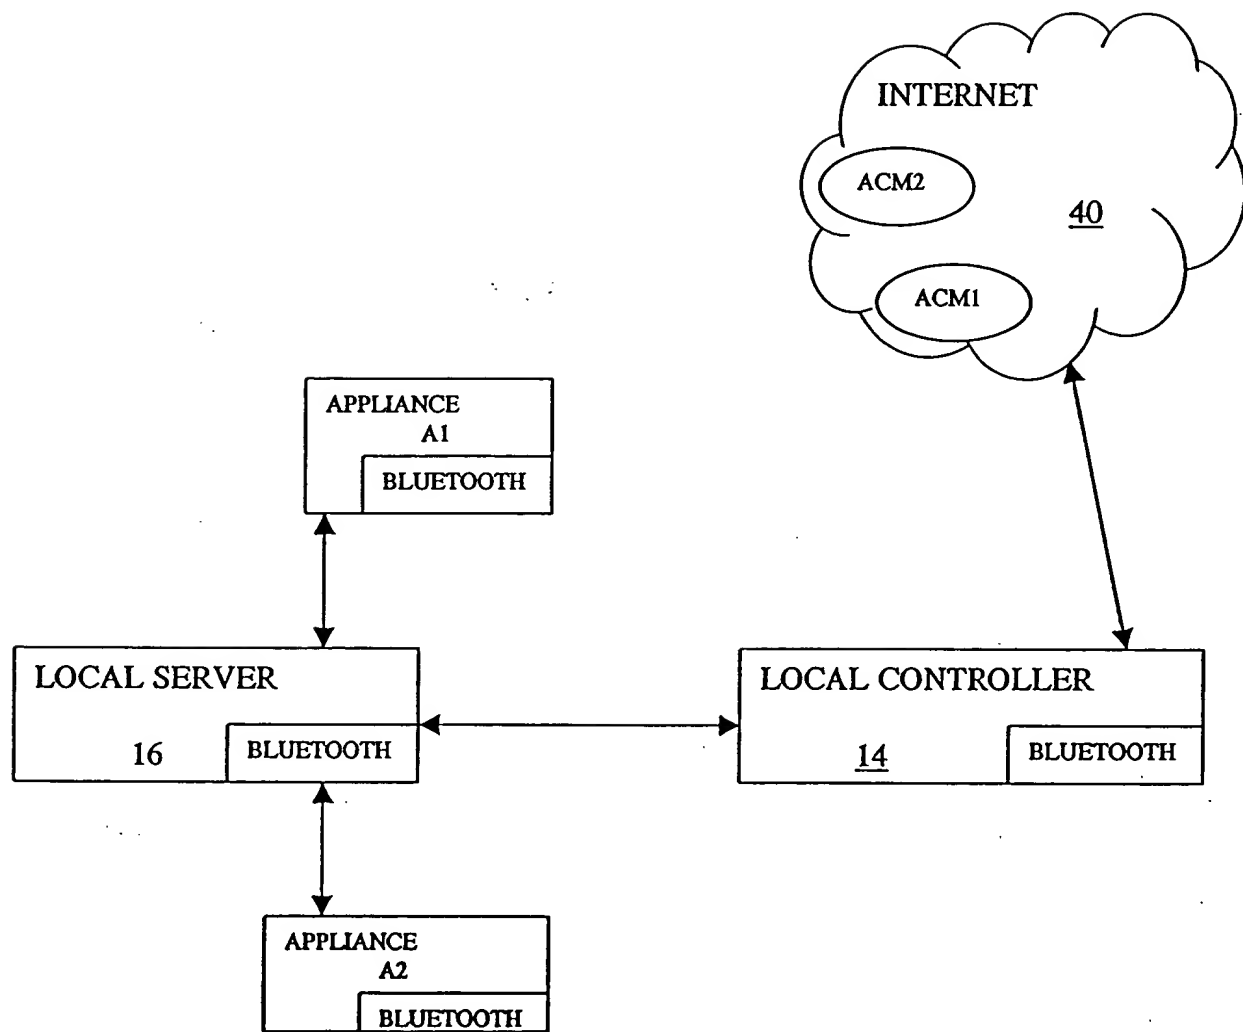 INTERNET
ACM2
40
ACM1
APPLIANCE
A1
BLUETOOTH
LOCAL SERVER
16
BLUETOOTH
LOCAL CONTROLLER
14
BLUETOOTH
APPLIANCE
A2
BLUETOOTH